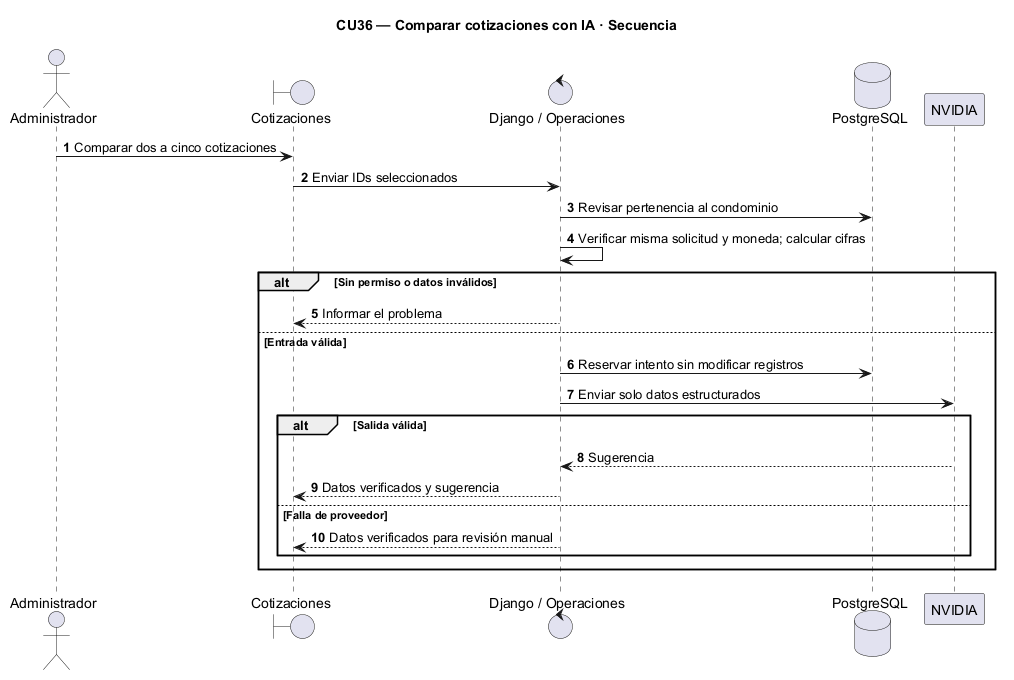 CU36 — Comparar cotizaciones con IA · Secuencia
Administrador
Cotizaciones
Django / Operaciones
PostgreSQL
NVIDIA
1 Comparar dos a cinco cotizaciones
2 Enviar IDs seleccionados
3 Revisar pertenencia al condominio
4 Verificar misma solicitud y moneda; calcular cifras
alt [Sin permiso o datos inválidos]
5 Informar el problema
[Entrada válida]
6 Reservar intento sin modificar registros
7 Enviar solo datos estructurados
alt [Salida válida]
8 Sugerencia
9 Datos verificados y sugerencia
[Falla de proveedor]
10 Datos verificados para revisión manual
Administrador
Cotizaciones
Django / Operaciones
PostgreSQL
NVIDIA